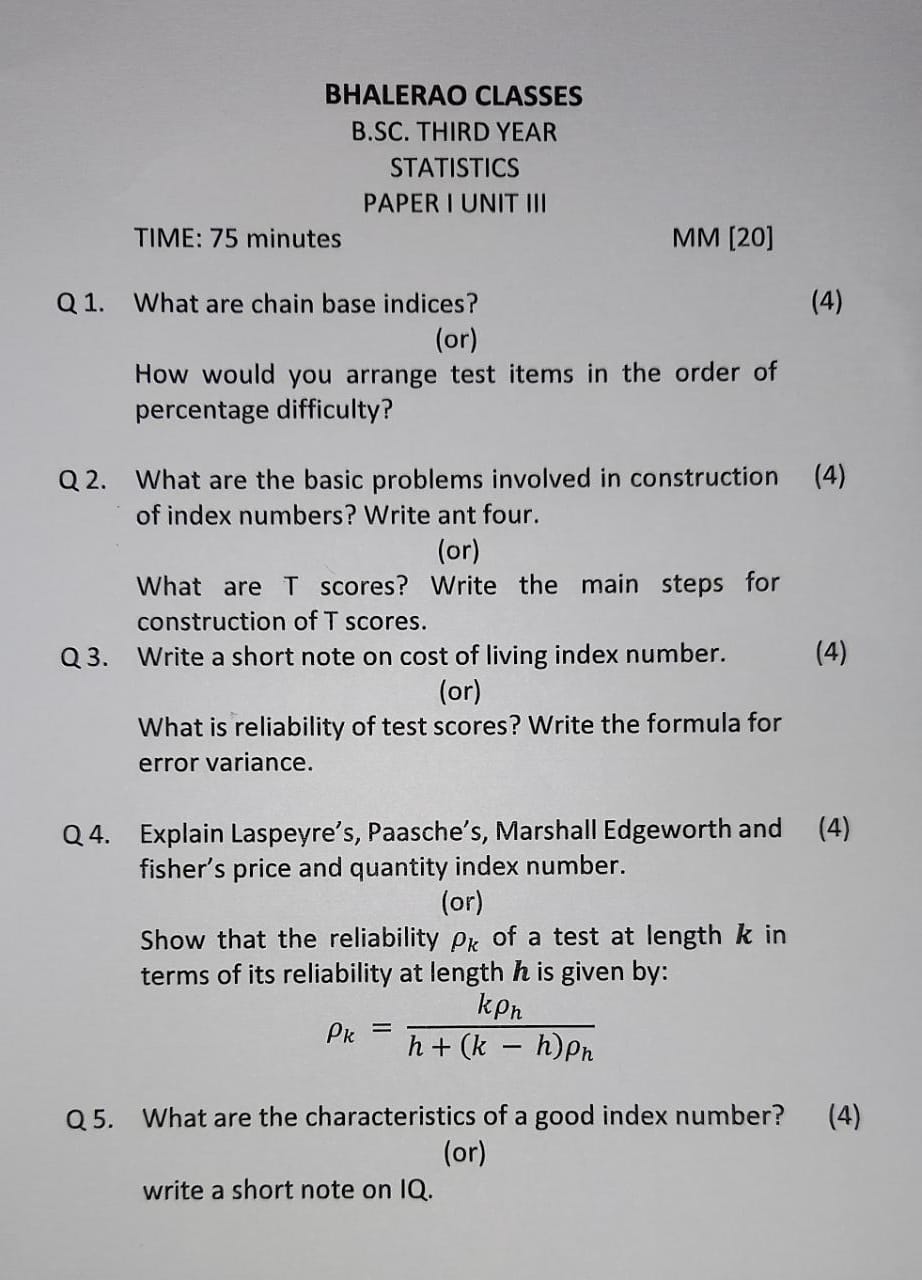 BHALERAO CLASSES
B.SC. THIRD YEAR
STATISTICS
PAPER I UNIT III
TIME: 75 minutes MM [20]
Q 1. What are chain base indices? (4)
(or)
How would you arrange test items in the order of
percentage difficulty?
Q 2. What are the basic problems involved in construction (4)
of index numbers? Write ant four.
(or)
What are T scores? Write the main steps for
construction of T scores.
Q 3. Write a short note on cost of living index number. (4)
(or)
What is reliability of test scores? Write the formula for
error variance.
Q 4. Explain Laspeyre’s, Paasche’s, Marshall Edgeworth and (4)
fisher’s price and quantity index number.
(or)
Show that the reliability ρₖ of a test at length k in
terms of its reliability at length h is given by:
kρₕ
ρₖ =
h + (k − h)ρₕ
Q 5. What are the characteristics of a good index number? (4)
(or)
write a short note on IQ.